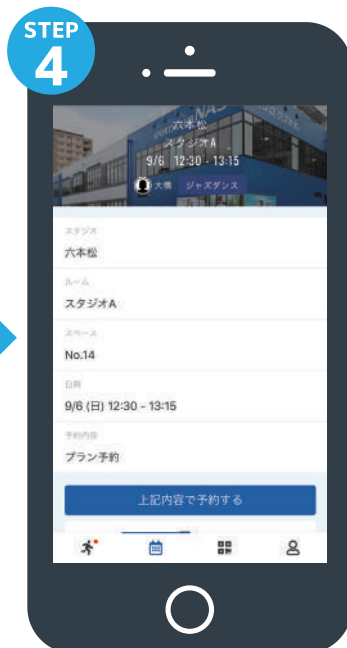 STEP
4
六本松
スタジオA
9/6 12:30 - 13:15
大橋 ジャズダンス
スタジオ
六本松
ルーム
スタジオA
スペース
No.14
日時
9/6 (日) 12:30 - 13:15
予約内容
プラン予約
上記内容で予約する